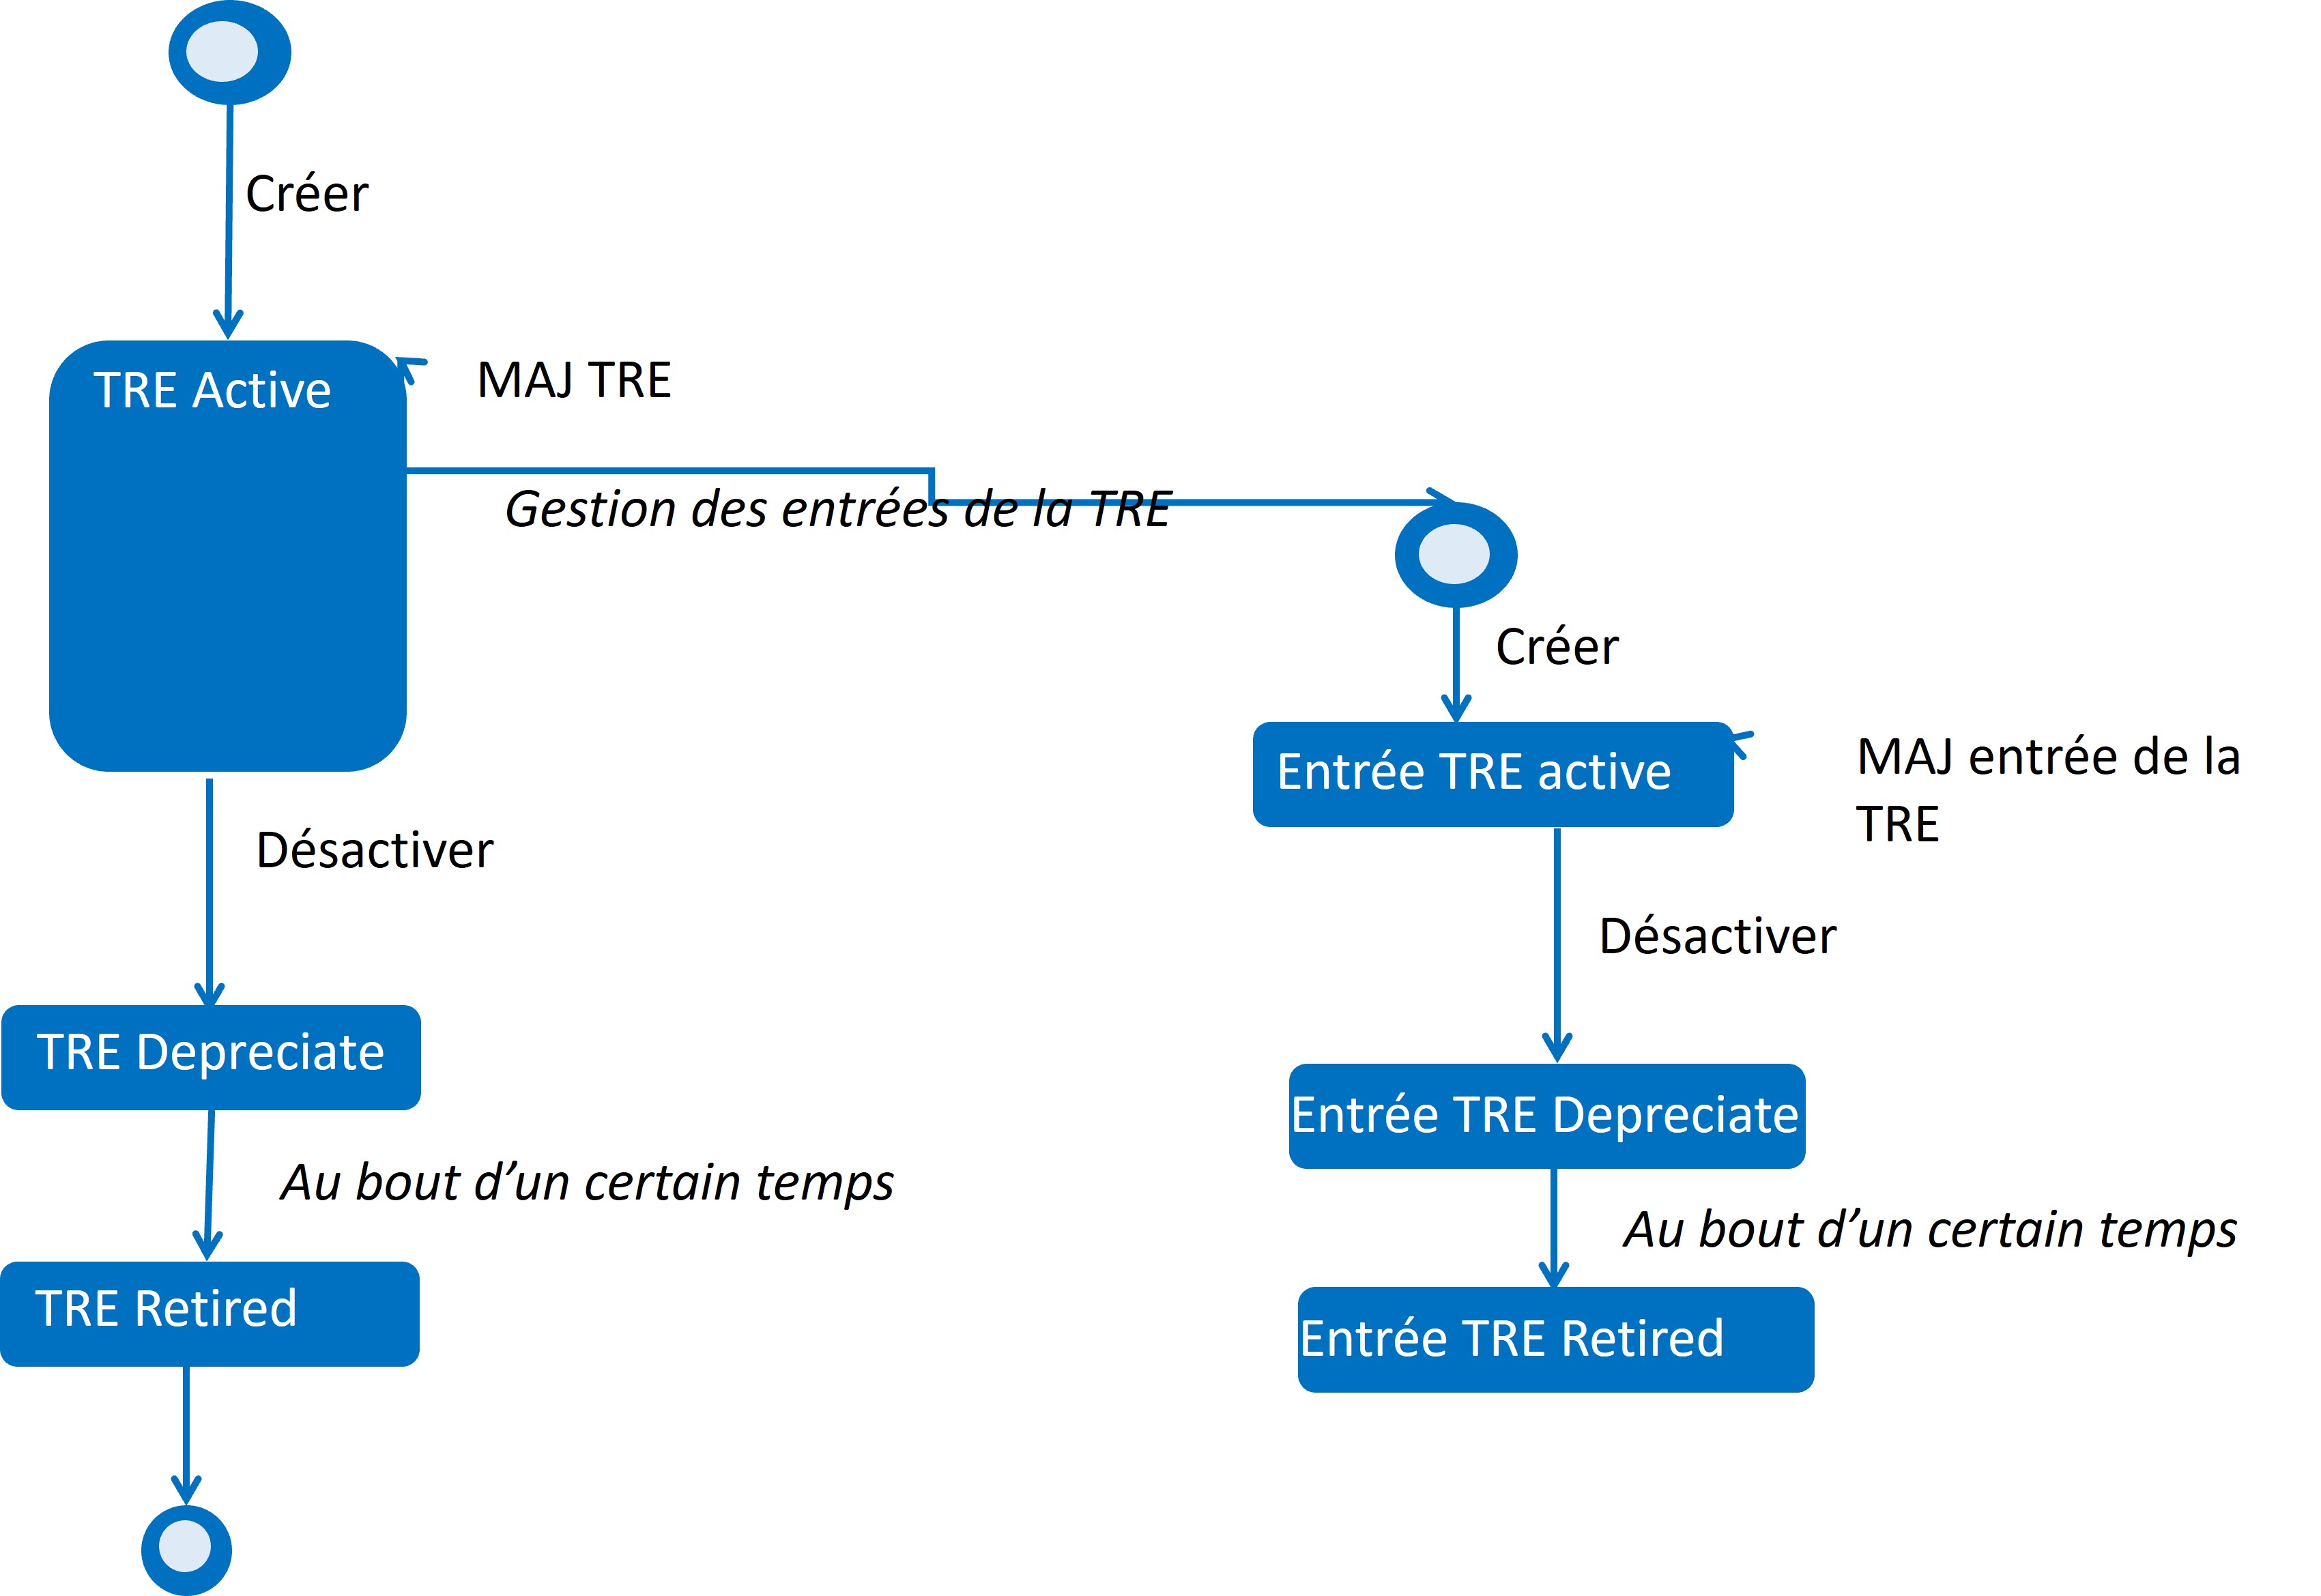 Créer
TRE Active
MAJ TRE
Gestion des entrées de la TRE
Créer
Entrée TRE active
MAJ entrée de la
TRE
Désactiver
Désactiver
TRE Depreciate
Entrée TRE Depreciate
Au bout d’un certain temps
Au bout d’un certain temps
TRE Retired
Entrée TRE Retired